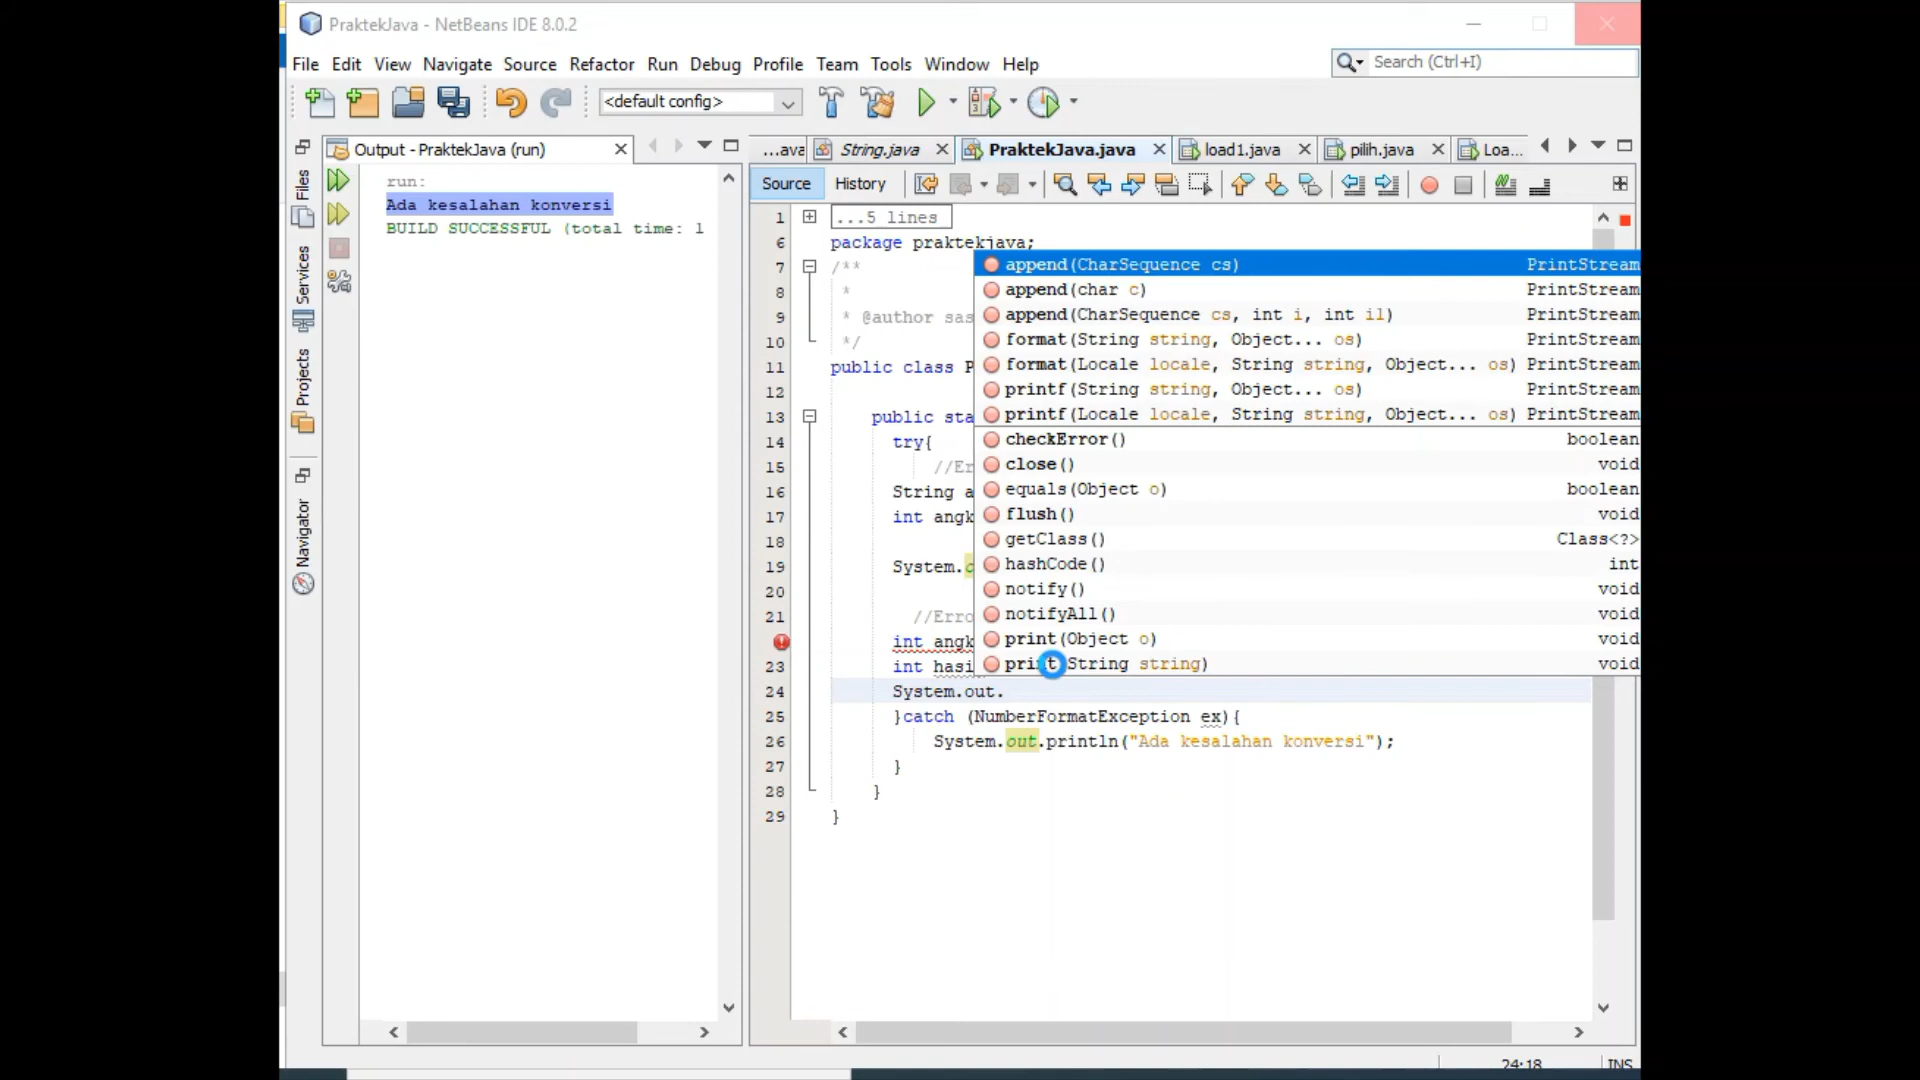 PraktekJava - NetBeans IDE 8.0.2
File Edit View Navigate Source Refactor Run Debug Profile Team Tools Window Help
Search (Ctrl+I)
<default config>
Output - PraktekJava (run)
...ava String.java PraktekJava.java load1.java pilih.java Loa...
Source History
Files
Services
Projects
Navigator
run:
Ada kesalahan konversi
BUILD SUCCESSFUL (total time: 1
1 ...5 lines
6 package praktekjava;
7 /**
8 *
9 * @author sas
10 */
11 public class P
12
13 public sta
14 try{
15 //Er
16 String a
17 int angk
18
19 System.o
20
21 //Erro
int angk
23 int hasi
24 System.out.
25 }catch (NumberFormatException ex){
26 System.out.println("Ada kesalahan konversi");
27 }
28 }
29 }
append(CharSequence cs) PrintStream
append(char c) PrintStream
append(CharSequence cs, int i, int i1) PrintStream
format(String string, Object... os) PrintStream
format(Locale locale, String string, Object... os) PrintStream
printf(String string, Object... os) PrintStream
printf(Locale locale, String string, Object... os) PrintStream
checkError() boolean
close() void
equals(Object o) boolean
flush() void
getClass() Class<?>
hashCode() int
notify() void
notifyAll() void
print(Object o) void
print(String string) void
24:18 INS